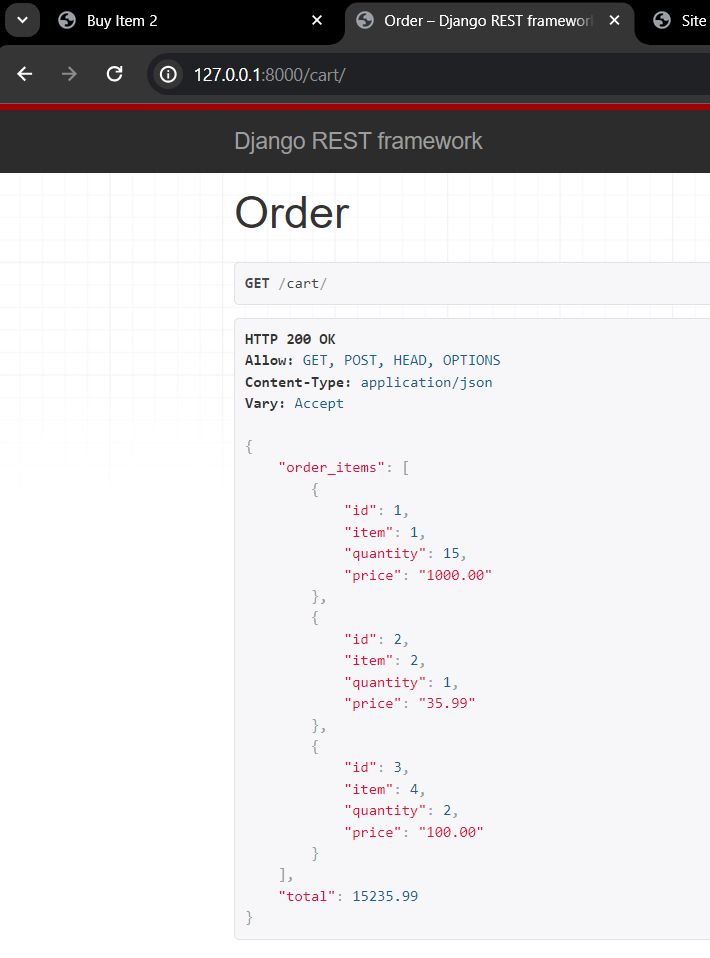 Buy Item 2
Order – Django REST framework
Site
127.0.0.1:8000/cart/
Django REST framework
Order
GET /cart/
HTTP 200 OK
Allow: GET, POST, HEAD, OPTIONS
Content-Type: application/json
Vary: Accept
{
    "order_items": [
        {
            "id": 1,
            "item": 1,
            "quantity": 15,
            "price": "1000.00"
        },
        {
            "id": 2,
            "item": 2,
            "quantity": 1,
            "price": "35.99"
        },
        {
            "id": 3,
            "item": 4,
            "quantity": 2,
            "price": "100.00"
        }
    ],
    "total": 15235.99
}